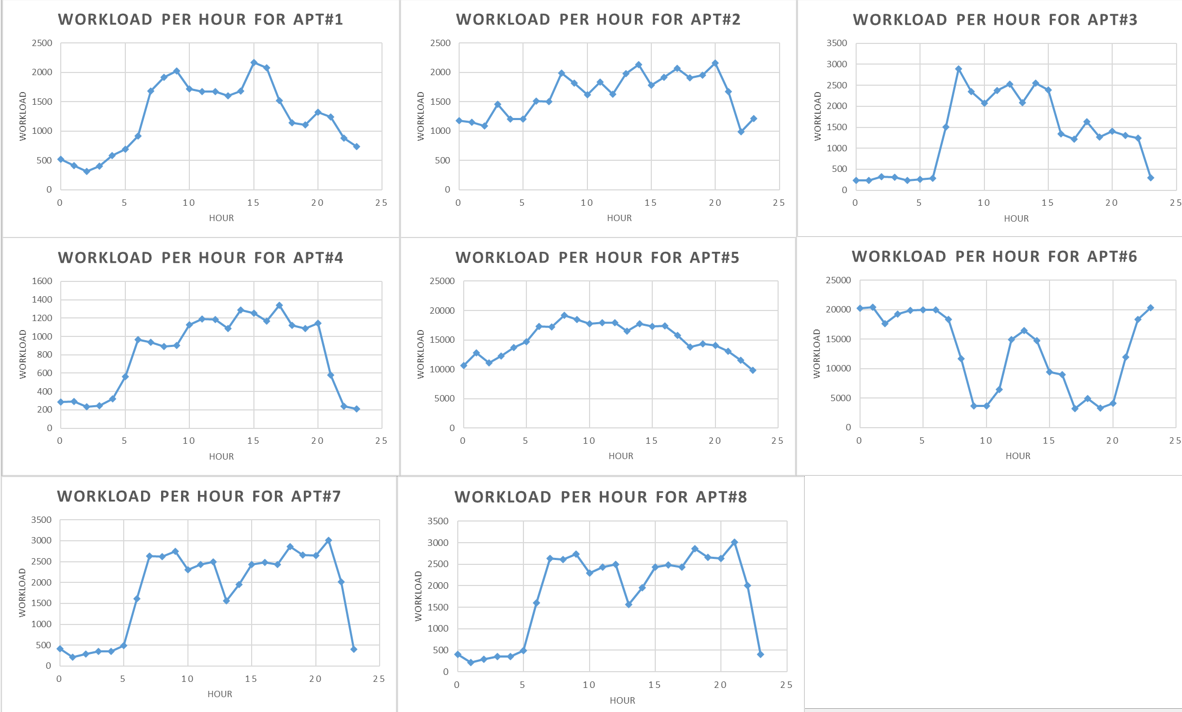 WORKLOAD PER HOUR FOR APT#1
2500
2000
1500
1000
500
0
WORKLOAD
0 5 10 15 20 25
HOUR
WORKLOAD PER HOUR FOR APT#2
2500
2000
1500
1000
500
0
WORKLOAD
0 5 10 15 20 25
HOUR
WORKLOAD PER HOUR FOR APT#3
3500
3000
2500
2000
1500
1000
500
0
WORKLOAD
0 5 10 15 20 25
HOUR
WORKLOAD PER HOUR FOR APT#4
1600
1400
1200
1000
800
600
400
200
0
WORKLOAD
0 5 10 15 20 25
HOUR
WORKLOAD PER HOUR FOR APT#5
25000
20000
15000
10000
5000
0
WORKLOAD
0 5 10 15 20 25
HOUR
WORKLOAD PER HOUR FOR APT#6
25000
20000
15000
10000
5000
0
WORKLOAD
0 5 10 15 20 25
HOUR
WORKLOAD PER HOUR FOR APT#7
3500
3000
2500
2000
1500
1000
500
0
WORKLOAD
0 5 10 15 20 25
HOUR
WORKLOAD PER HOUR FOR APT#8
3500
3000
2500
2000
1500
1000
500
0
WORKLOAD
0 5 10 15 20 25
HOUR